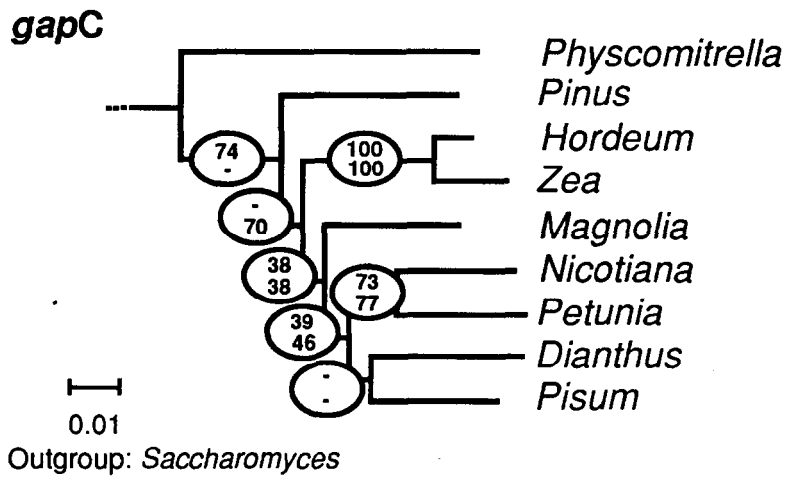 gapC
Physcomitrella
Pinus
74
-
100
100
Hordeum
Zea
-
70
Magnolia
38
38
73
77
Nicotiana
Petunia
39
46
Dianthus
-
-
Pisum
0.01
Outgroup: Saccharomyces